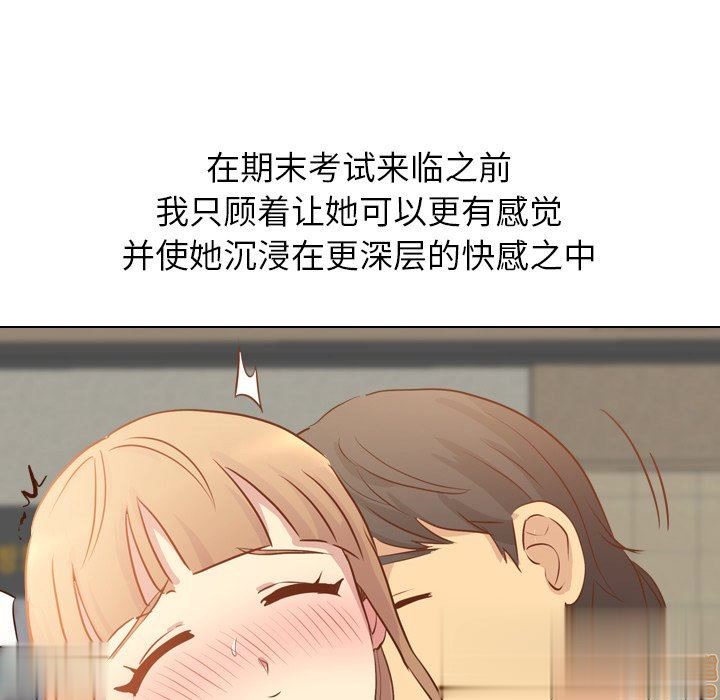 在期末考试来临之前
我只顾着让她可以更有感觉
并使她沉浸在更深层的快感之中